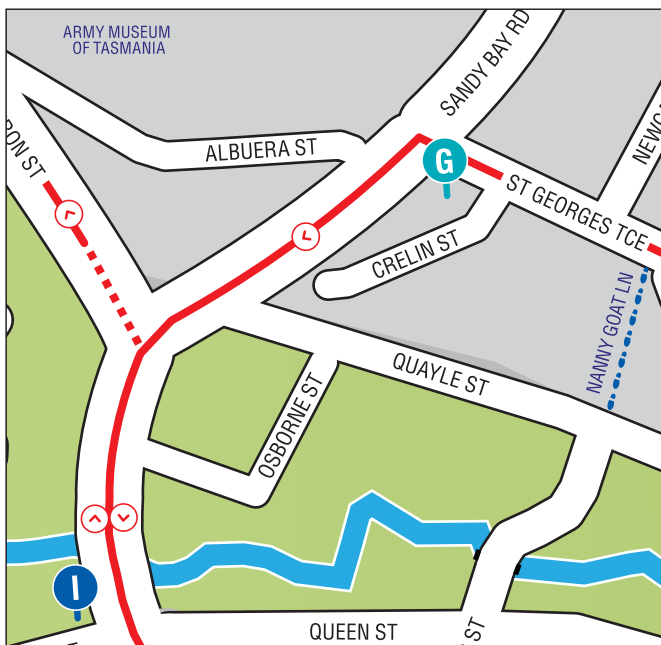 ARMY MUSEUM
OF TASMANIA
SANDY BAY RD
ALBUERA ST
G
ST GEORGES TCE
CRELIN ST
NANNY GOAT LN
QUAYLE ST
OSBORNE ST
I
QUEEN ST
ST